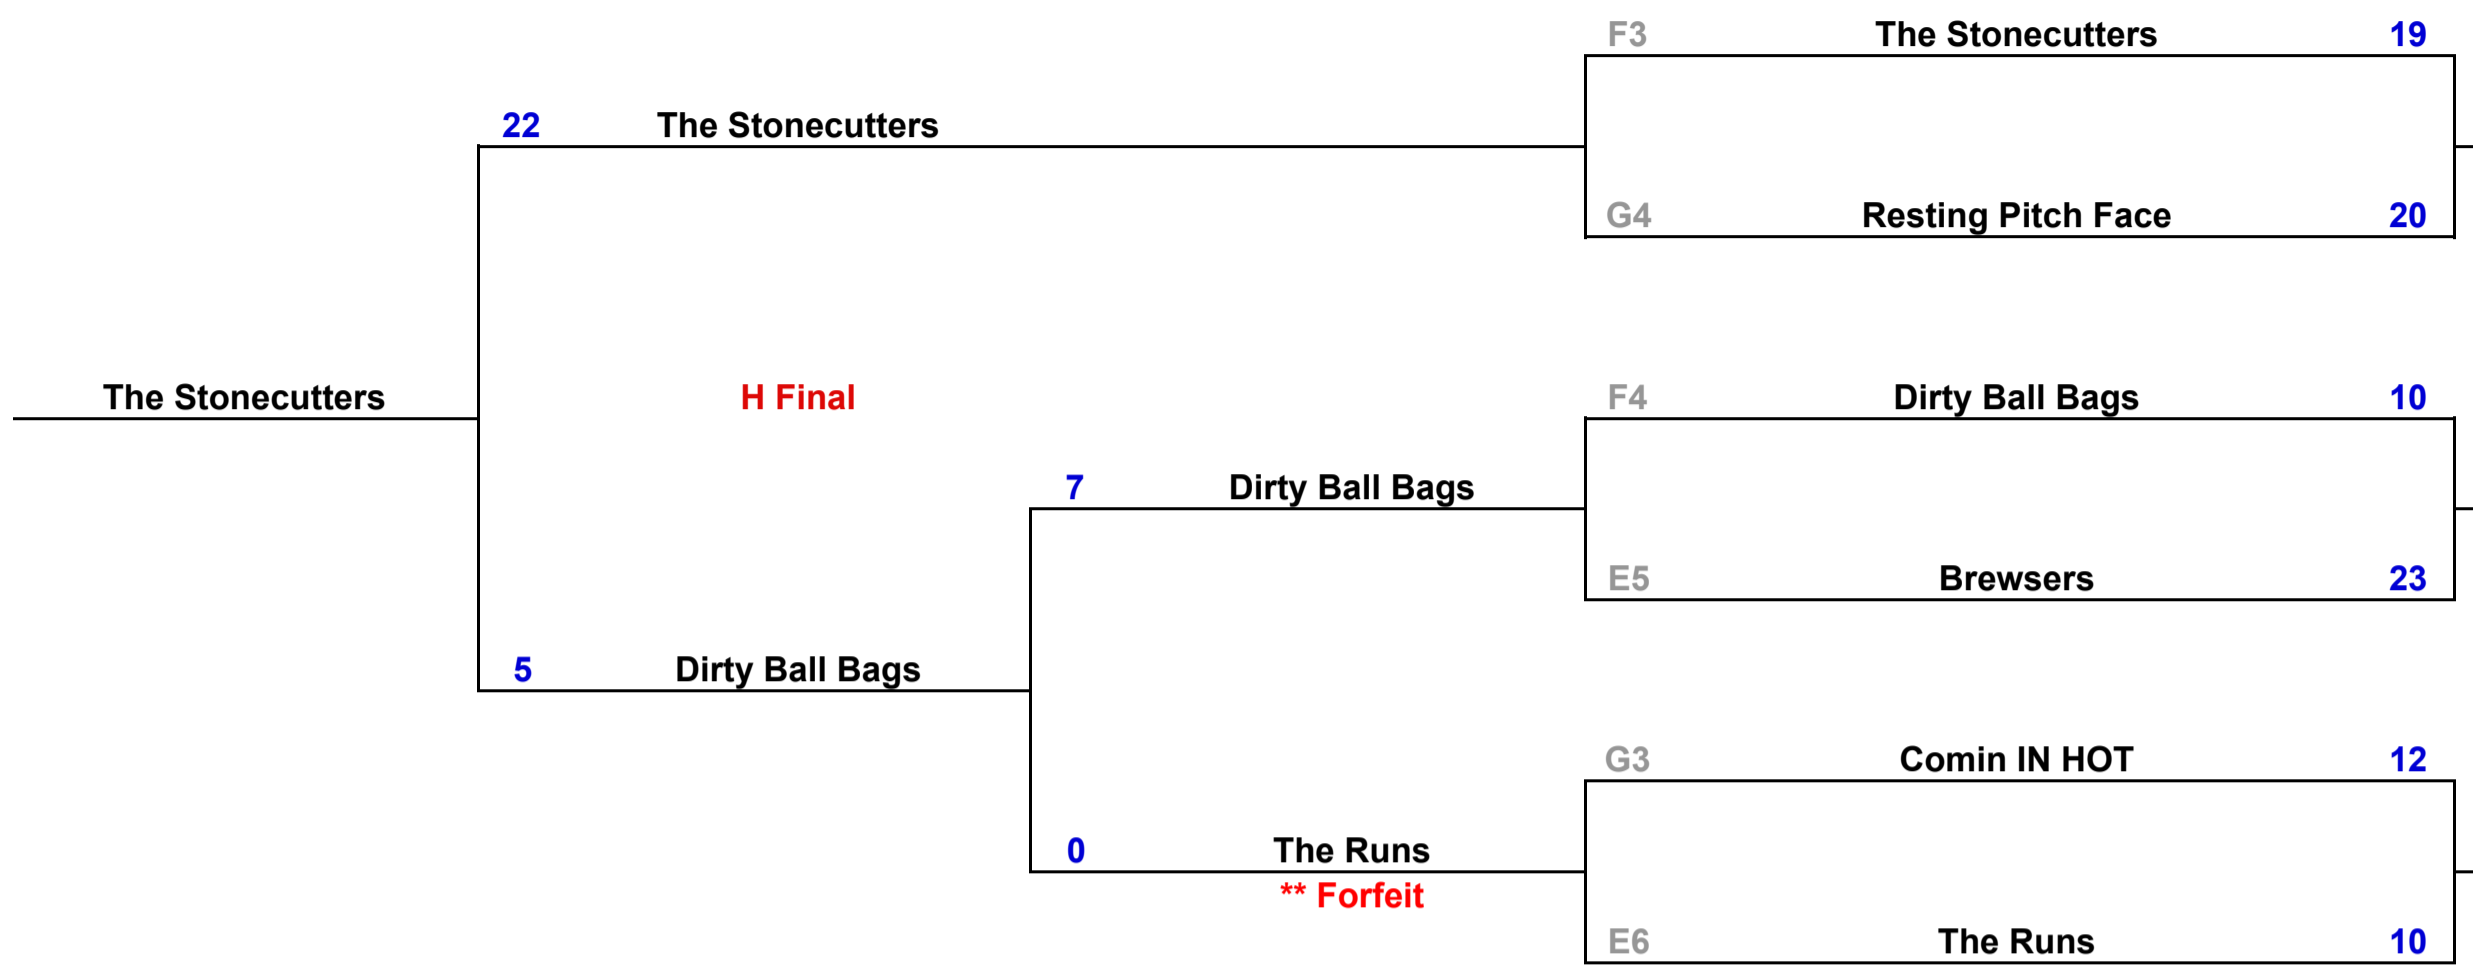 F3 The Stonecutters 19
22 The Stonecutters
G4 Resting Pitch Face 20
The Stonecutters H Final F4 Dirty Ball Bags 10
7 Dirty Ball Bags
E5 Brewsers 23
5 Dirty Ball Bags
G3 Comin IN HOT 12
0 The Runs
** Forfeit
E6 The Runs 10